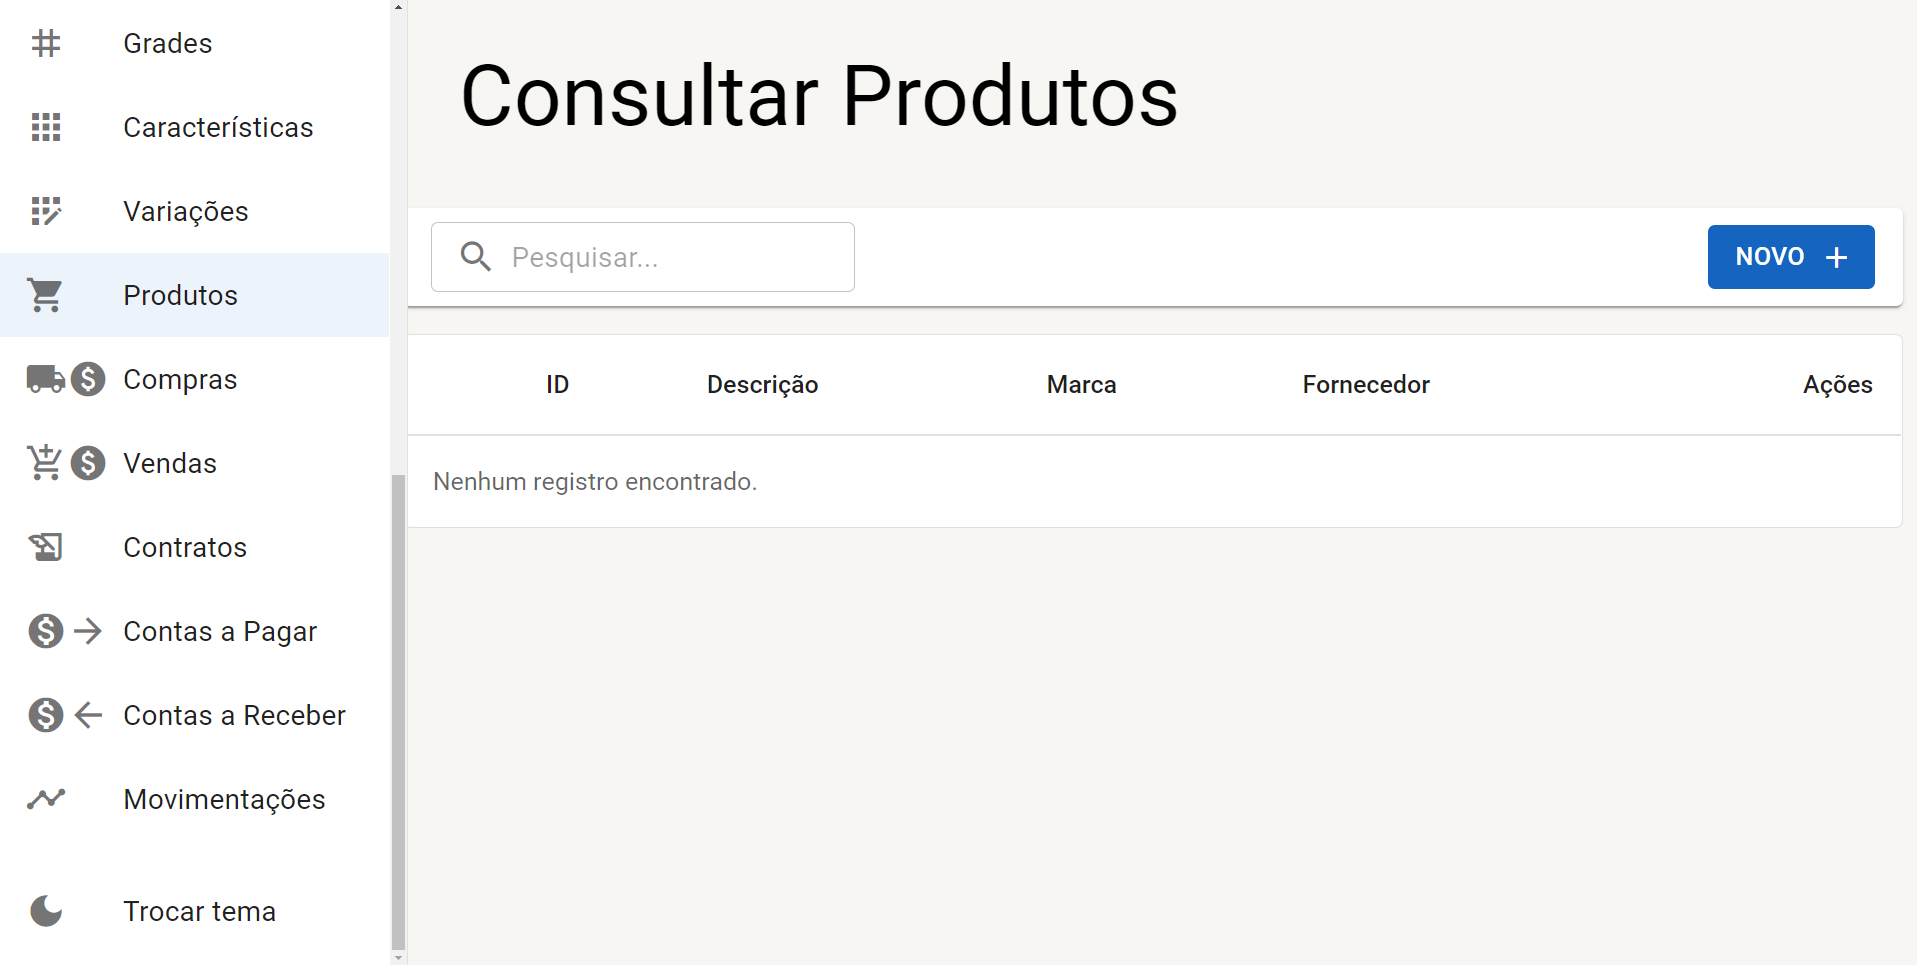 Grades
Características
Variações
Produtos
Compras
Vendas
Contratos
Contas a Pagar
Contas a Receber
Movimentações
Trocar tema
Consultar Produtos
Pesquisar...
NOVO +
ID Descrição Marca Fornecedor Ações
Nenhum registro encontrado.